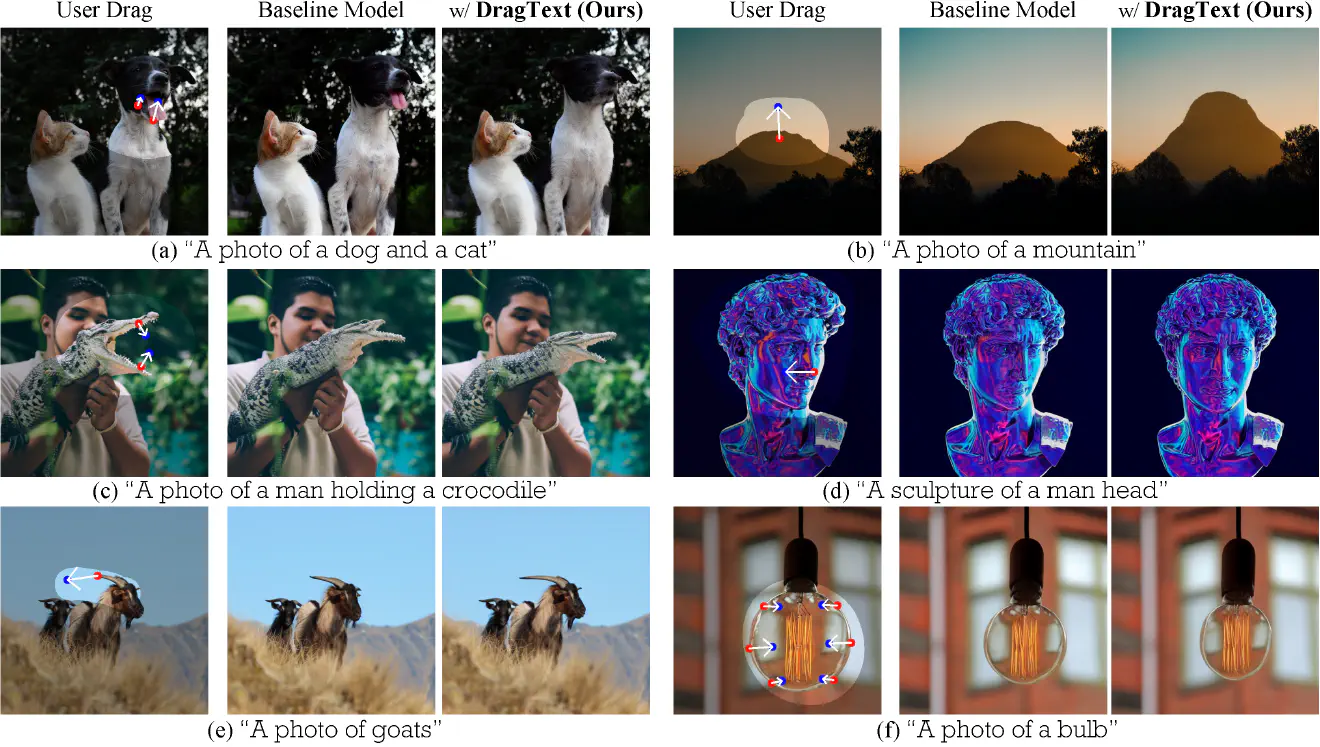 User Drag Baseline Model w/ DragText (Ours) User Drag Baseline Model w/ DragText (Ours)
(a) “A photo of a dog and a cat” (b) “A photo of a mountain”
(c) “A photo of a man holding a crocodile” (d) “A sculpture of a man head”
(e) “A photo of goats” (f) “A photo of a bulb”